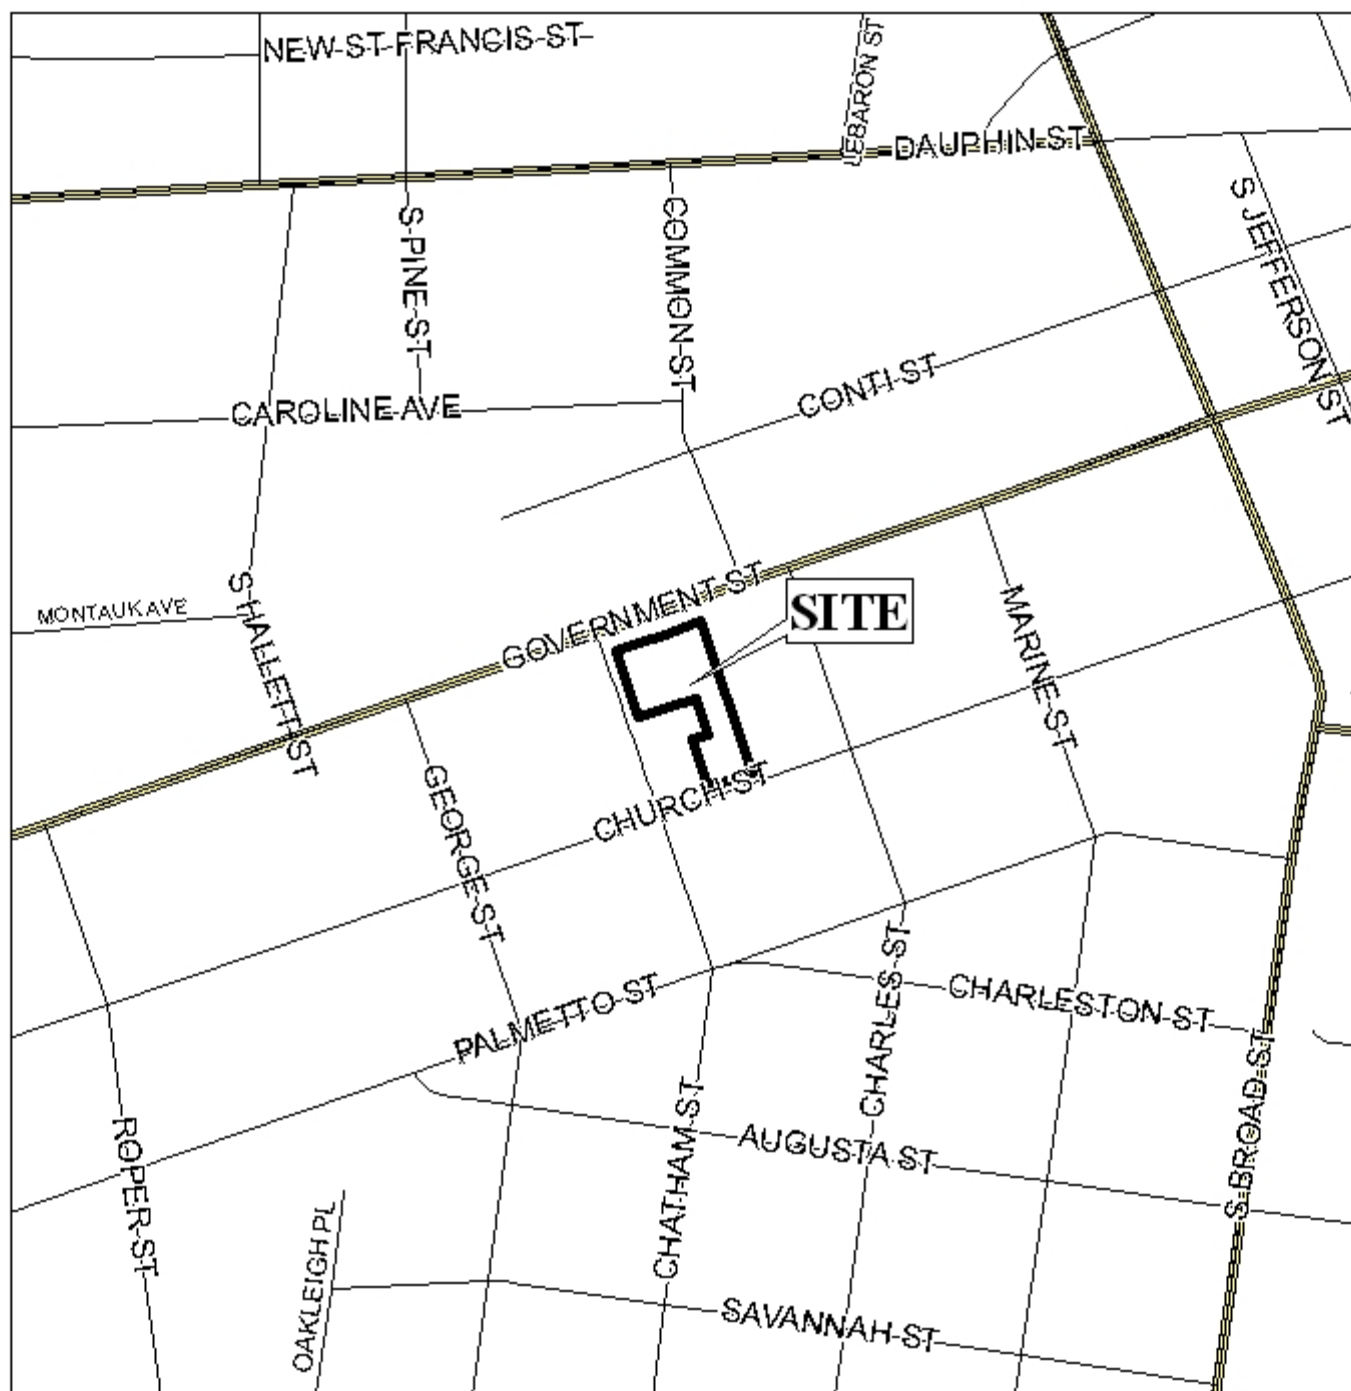 NEW ST FRANCIS ST
LEBARON ST
DAUPHIN ST
S JEFFERSON ST
S PINE ST
COMMON ST
CONTI ST
CAROLINE AVE
MONTAUK AVE
S HALLETT ST
GOVERNMENT ST
SITE
MARINE ST
GEORGE ST
CHURCH ST
PALMETTO ST
CHARLES ST
CHARLESTON ST
S BROAD ST
ROPER ST
CHATHAM ST
AUGUSTA ST
OAKLEIGH PL
SAVANNAH ST